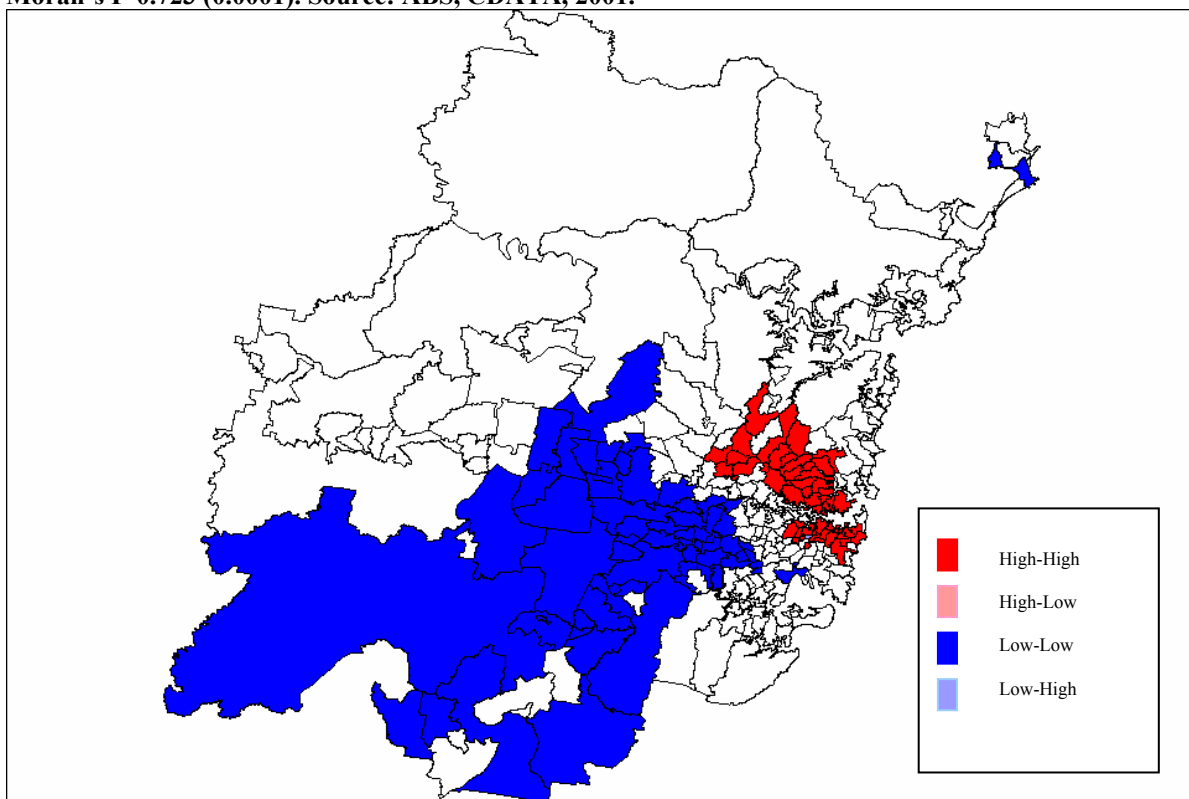 Moran's I= 0.723 (0.0001). Source: ABS, CDATA, 2001.
High-High
High-Low
Low-Low
Low-High